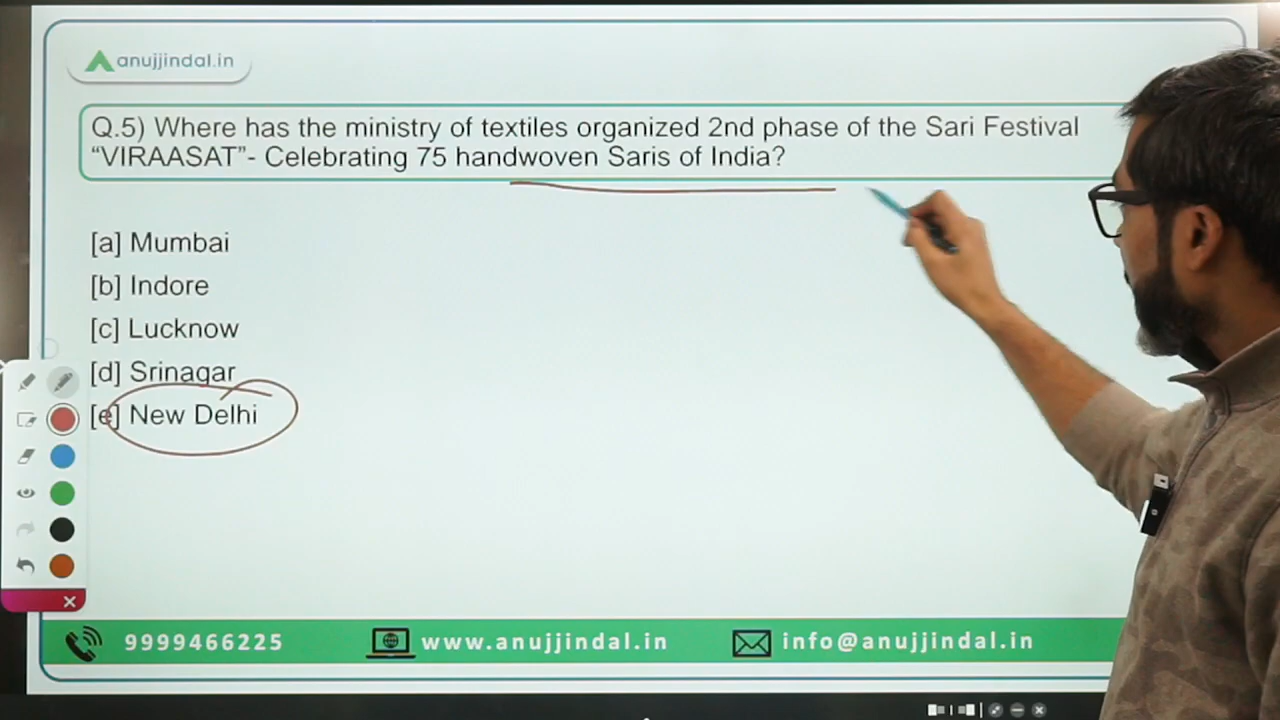 anujjindal.in
Q.5) Where has the ministry of textiles organized 2nd phase of the Sari Festival
“VIRAASAT”- Celebrating 75 handwoven Saris of India?
[a] Mumbai
[b] Indore
[c] Lucknow
[d] Srinagar
[e] New Delhi
9999466225
www.anujjindal.in
info@anujjindal.in